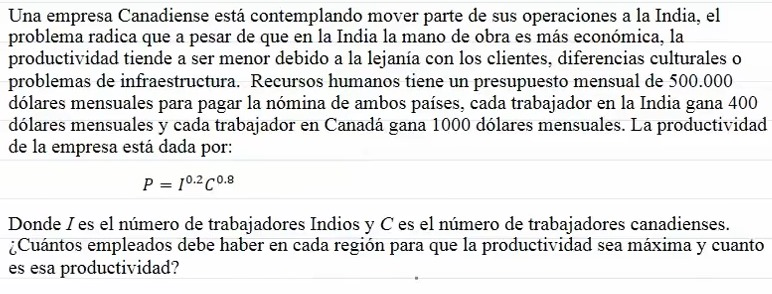 Una empresa Canadiense está contemplando mover parte de sus operaciones a la India, el
problema radica que a pesar de que en la India la mano de obra es más económica, la
productividad tiende a ser menor debido a la lejanía con los clientes, diferencias culturales o
problemas de infraestructura. Recursos humanos tiene un presupuesto mensual de 500.000
dólares mensuales para pagar la nómina de ambos países, cada trabajador en la India gana 400
dólares mensuales y cada trabajador en Canadá gana 1000 dólares mensuales. La productividad
de la empresa está dada por:
P = I^0.2 C^0.8
Donde I es el número de trabajadores Indios y C es el número de trabajadores canadienses.
¿Cuántos empleados debe haber en cada región para que la productividad sea máxima y cuanto
es esa productividad?